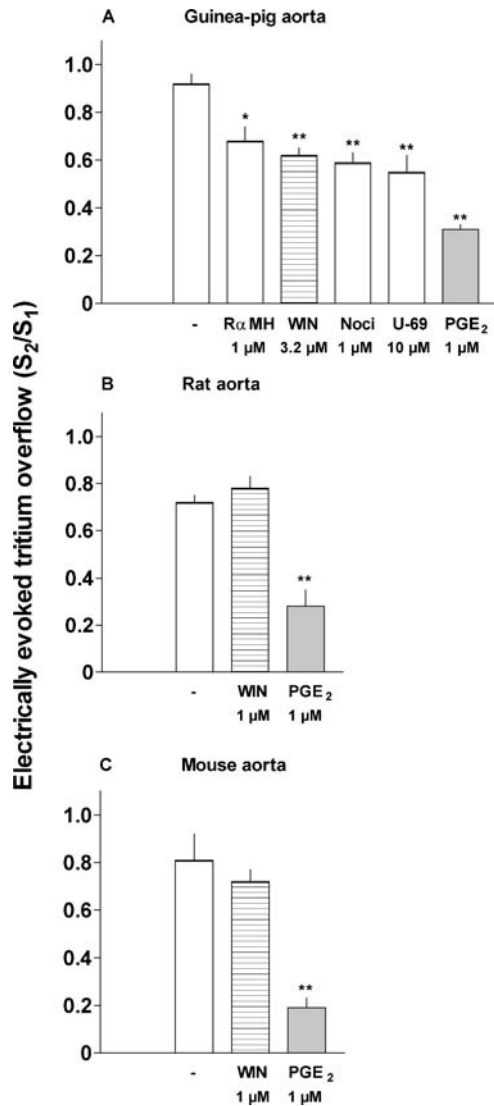 A Guinea-pig aorta
1.0
0.8
0.6
0.4
0.2
0
* ** ** ** **
- RαMH WIN Noci U-69 PGE₂
1 µM 3.2 µM 1 µM 10 µM 1 µM
Electrically evoked tritium overflow (S₂/S₁)
B Rat aorta
1.0
0.8
0.6
0.4
0.2
0
**
- WIN PGE₂
1 µM 1 µM
C Mouse aorta
1.0
0.8
0.6
0.4
0.2
0
**
- WIN PGE₂
1 µM 1 µM